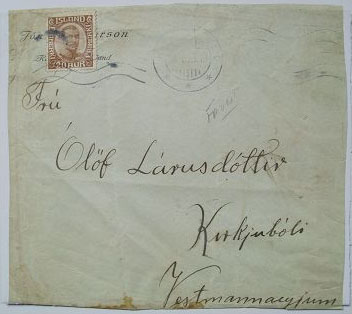 ÍSLAND
20 AUR
Frú
Ólöf Lárusdóttir
Kirkjubóli
Vestmannaeyjum